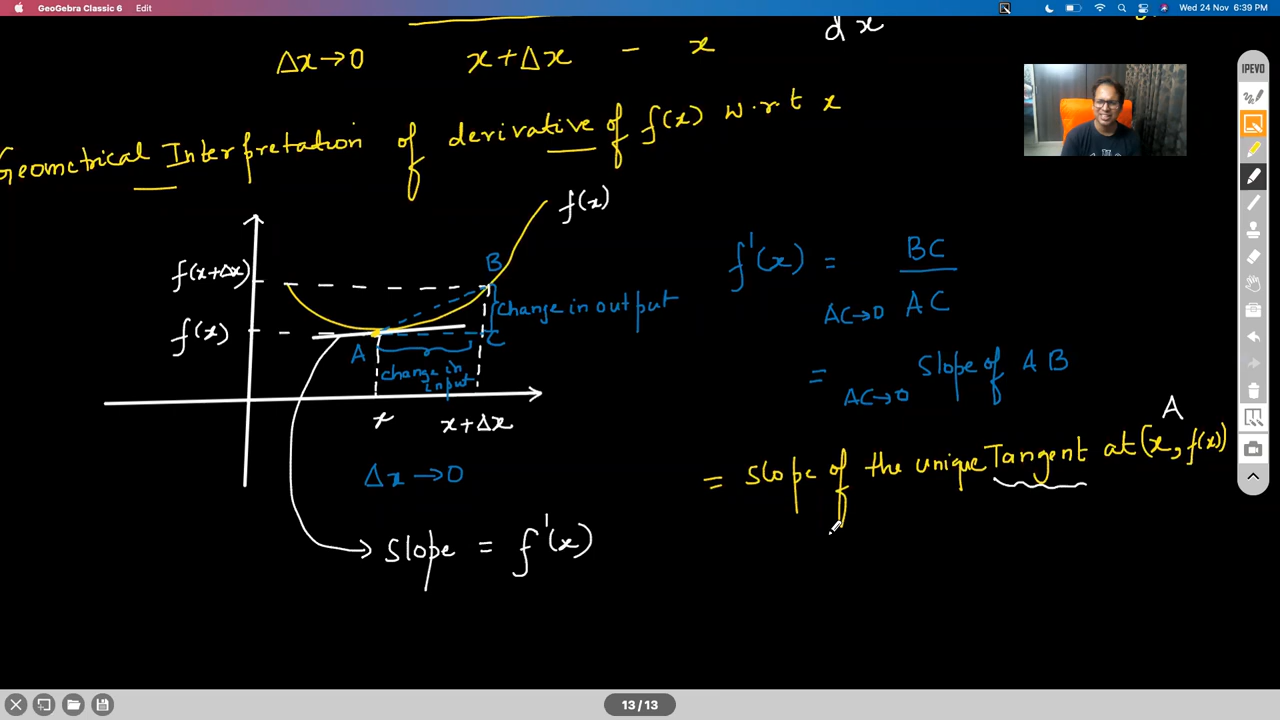 GeoGebra Classic 6 Edit Wed 24 Nov 6:39 PM
d x
Δx→0 x+Δx - x
IPEVO
Geometrical Interpretation of derivative of f(x) w.r.t x
f(x)
f(x+Δx)
B
change in output
f(x)
A
C
change in input
x x+Δx
Δx →0
slope = f'(x)
f'(x) = BC
AC→0 AC
= AC→0 Slope of A B
A
= Slope of the unique Tangent at (x, f(x))
13/13